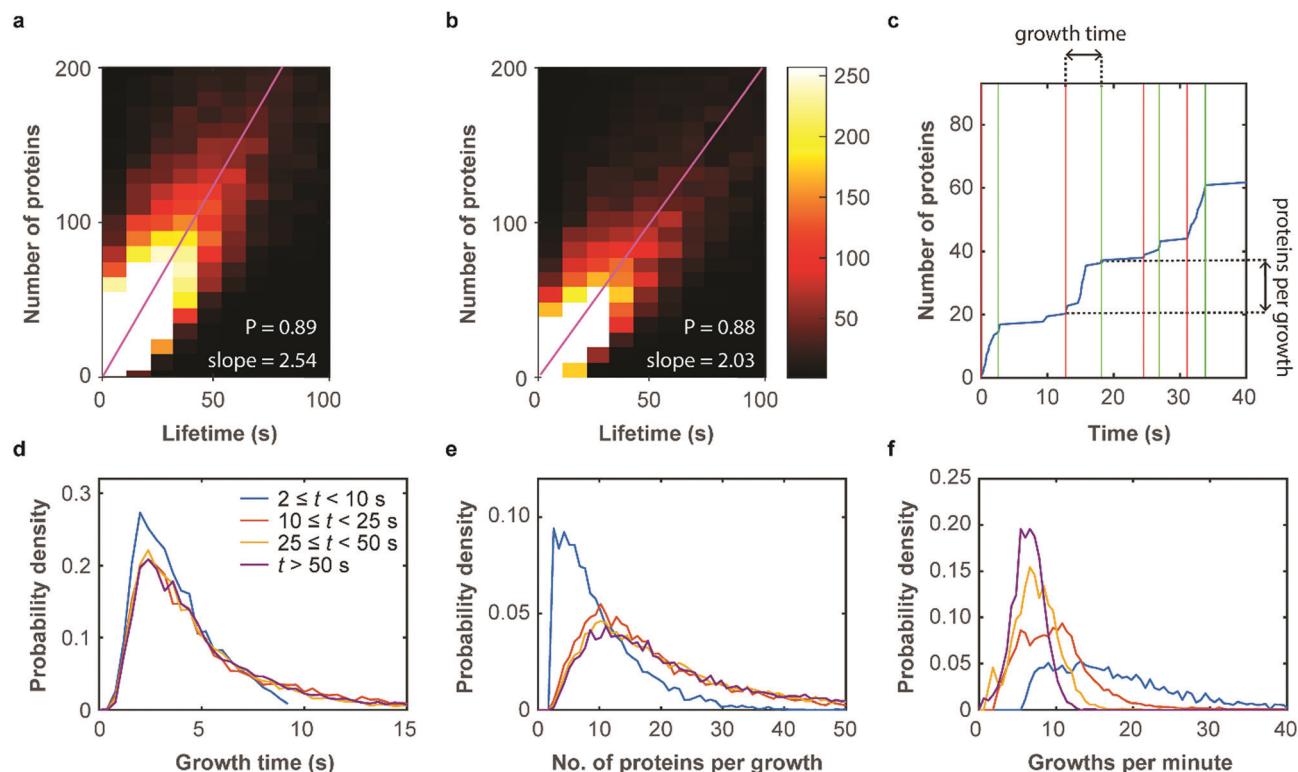 a
b
c
growth time
200
100
0
Number of proteins
P = 0.89
slope = 2.54
0
50
100
Lifetime (s)
200
100
0
Number of proteins
P = 0.88
slope = 2.03
0
50
100
Lifetime (s)
250
200
150
100
50
80
60
40
20
0
Number of proteins
proteins per growth
0
10
20
30
40
Time (s)
d
e
f
0.3
0.2
0.1
0
Probability density
2 ≤ t < 10 s
10 ≤ t < 25 s
25 ≤ t < 50 s
t > 50 s
0
5
10
15
Growth time (s)
0.10
0.05
0
Probability density
0
10
20
30
40
50
No. of proteins per growth
0.25
0.20
0.15
0.10
0.05
0
Probability density
0
10
20
30
40
Growths per minute